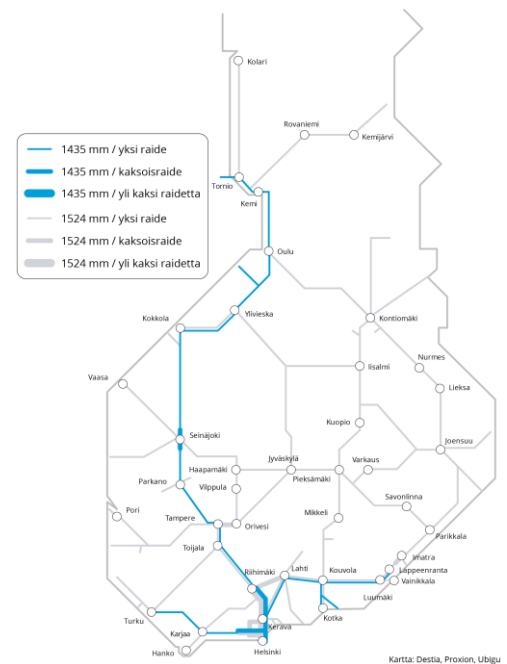 Kolari
Rovaniemi
Kemijärvi
1435 mm / yksi raide
1435 mm / kaksoisraide
1435 mm / yli kaksi raidetta
1524 mm / yksi raide
1524 mm / kaksoisraide
1524 mm / yli kaksi raidetta
Tornio
Kemi
Oulu
Kokkola
Ylivieska
Kontiomäki
Iisalmi
Nurmes
Vaasa
Lieksa
Kuopio
Seinäjoki
Joensuu
Haapamäki
Jyväskylä
Varkaus
Parkano
Vilppula
Pieksämäki
Savonlinna
Pori
Tampere
Orivesi
Mikkeli
Parikkala
Toijala
Imatra
Riihimäki
Lahti
Kouvola
Lappeenranta
Vainikkala
Luumäki
Turku
Karjaa
Kerava
Kotka
Hanko
Helsinki
Kartta: Destia, Proxion, Ubigu